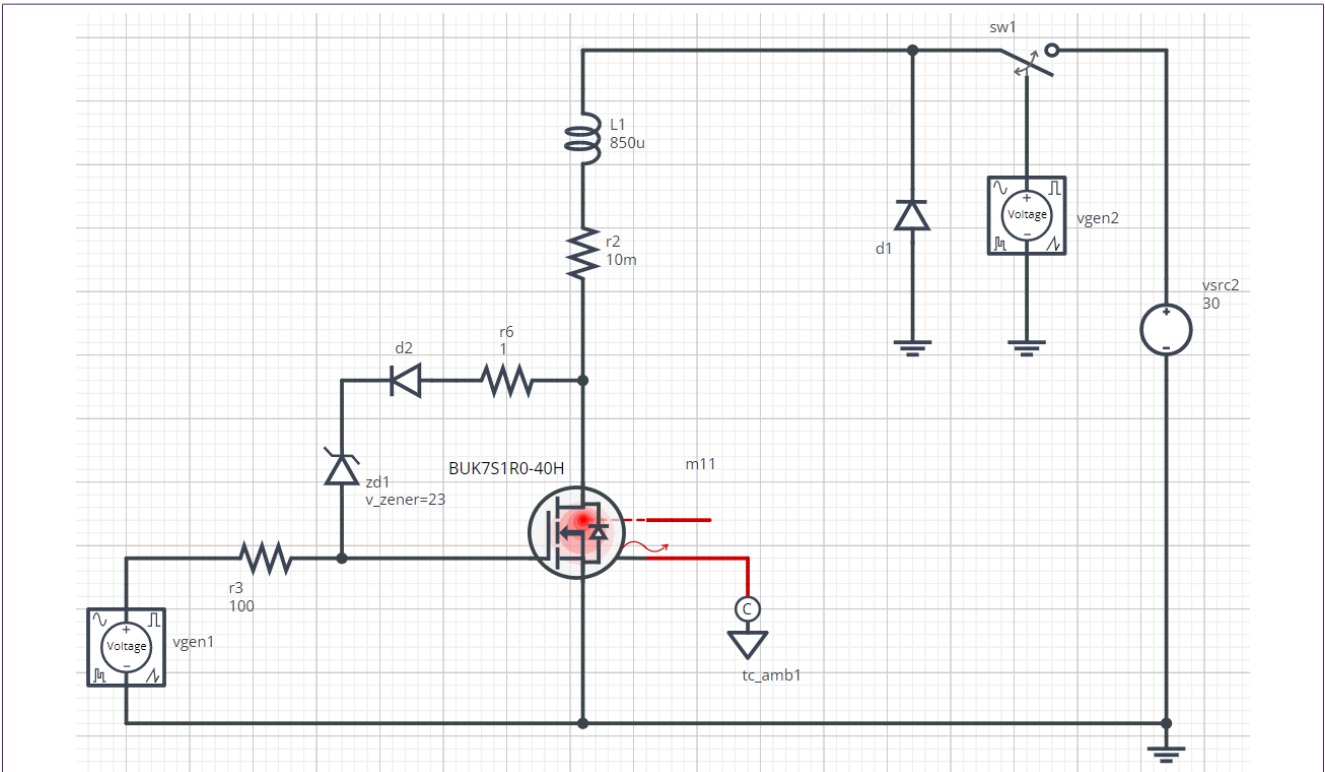 sw1
L1
850u
Voltage
vgen2
d1
r2
10m
vsrc2
30
r6
1
d2
BUK7S1R0-40H
m11
zd1
v_zener=23
r3
100
C
Voltage
vgen1
tc_amb1